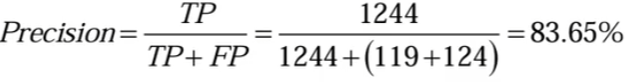 Precision = TP / (TP + FP) = 1244 / (1244 + (119 + 124)) = 83.65%